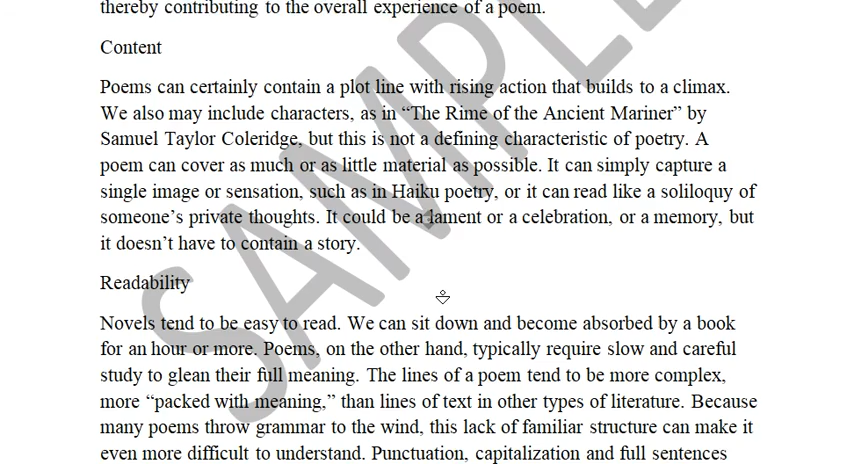 thereby contributing to the overall experience of a poem.
Content
Poems can certainly contain a plot line with rising action that builds to a climax.
We also may include characters, as in “The Rime of the Ancient Mariner” by
Samuel Taylor Coleridge, but this is not a defining characteristic of poetry. A
poem can cover as much or as little material as possible. It can simply capture a
single image or sensation, such as in Haiku poetry, or it can read like a soliloquy of
someone’s private thoughts. It could be a lament or a celebration, or a memory, but
it doesn’t have to contain a story.
Readability
Novels tend to be easy to read. We can sit down and become absorbed by a book
for an hour or more. Poems, on the other hand, typically require slow and careful
study to glean their full meaning. The lines of a poem tend to be more complex,
more “packed with meaning,” than lines of text in other types of literature. Because
many poems throw grammar to the wind, this lack of familiar structure can make it
even more difficult to understand. Punctuation, capitalization and full sentences
SAMPLE